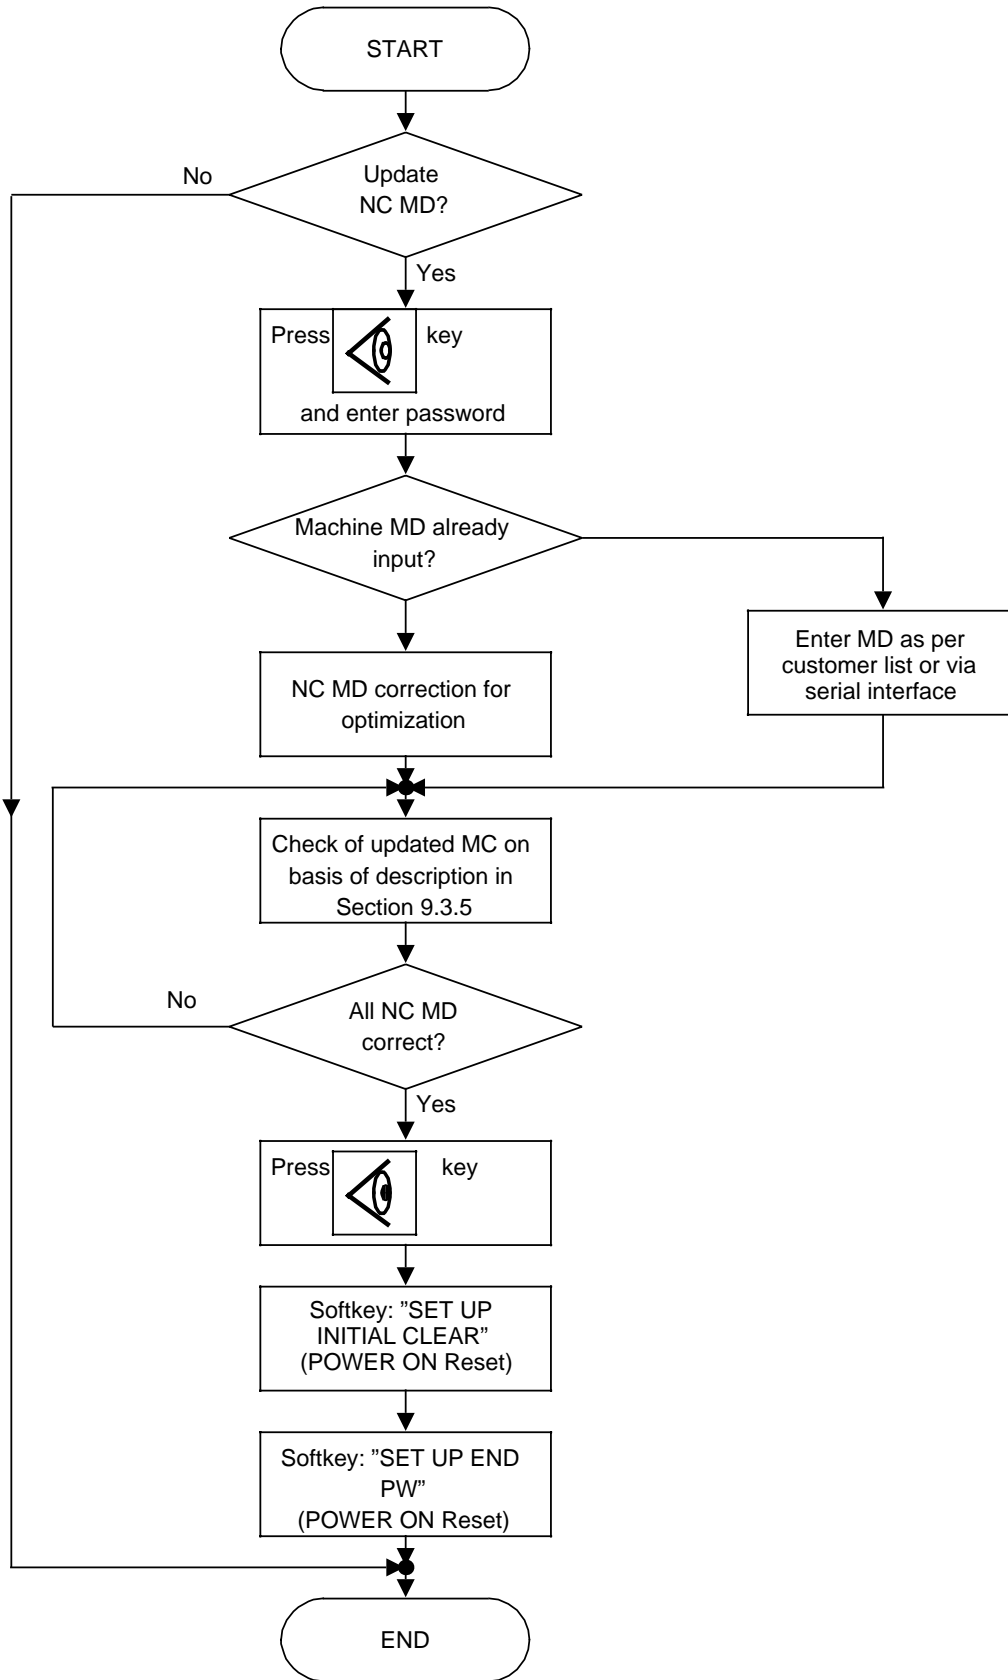 START
Update
NC MD?
No
Yes
Press key
and enter password
Machine MD already
input?
Enter MD as per
customer list or via
serial interface
NC MD correction for
optimization
Check of updated MC on
basis of description in
Section 9.3.5
No
All NC MD
correct?
Yes
Press key
Softkey: ”SET UP
INITIAL CLEAR”
(POWER ON Reset)
Softkey: ”SET UP END
PW”
(POWER ON Reset)
END